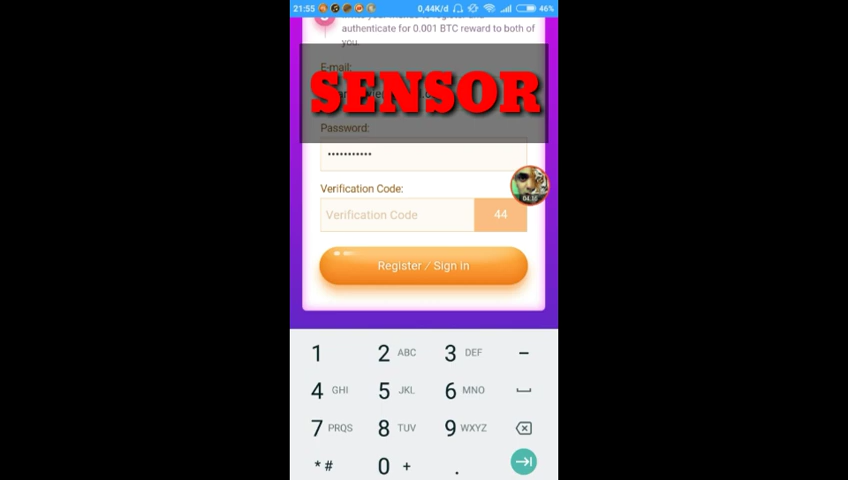 21:55 0,44K/d 46%
authenticate for 0.001 BTC reward to both of
you.
E-mail:
SENSOR
Password:
•••••••••••
Verification Code:
04.18
Verification Code 44
Register / Sign in
1 2 ABC 3 DEF -
4 GHI 5 JKL 6 MNO
7 PRQS 8 TUV 9 WXYZ
*# 0 + .